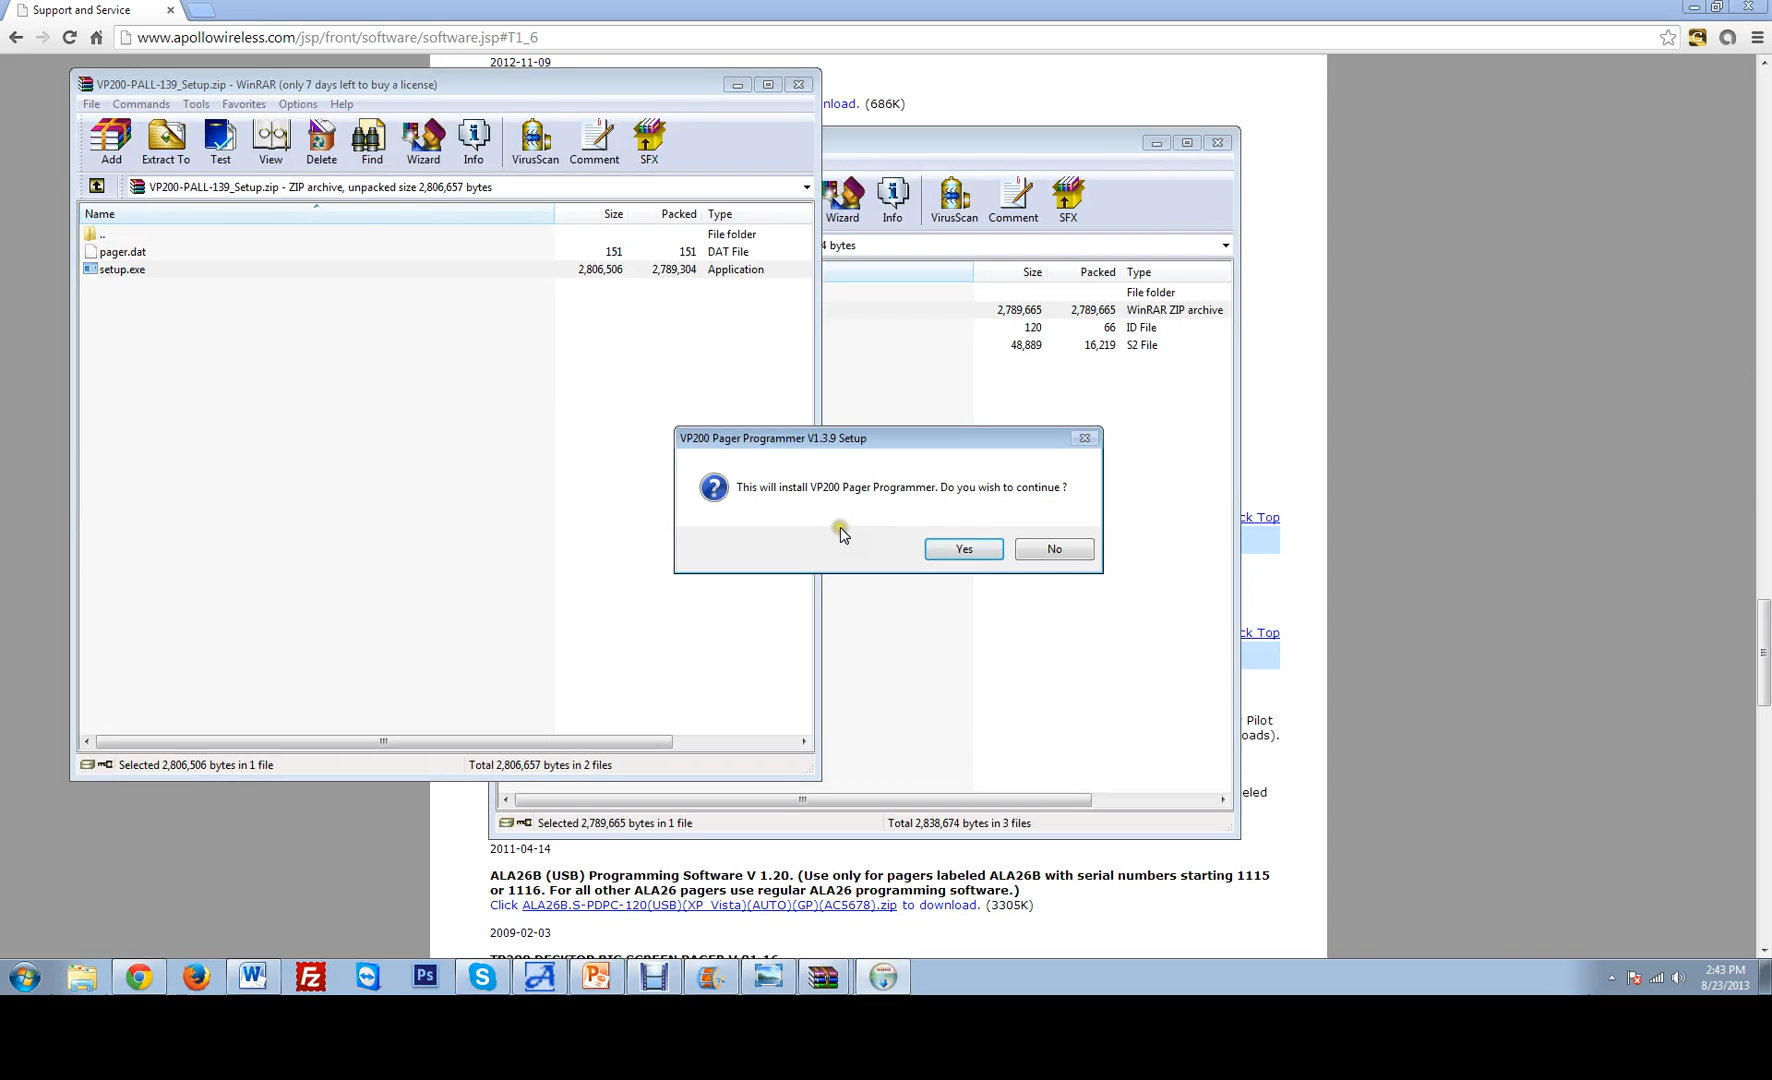 Support and Service
www.apollowireless.com/jsp/front/software/software.jsp#T1_6
2012-11-09
nload. (686K)
VP200-PALL-139_Setup.zip - WinRAR (only 7 days left to buy a license)
File Commands Tools Favorites Options Help
Add Extract To Test View Delete Find Wizard Info VirusScan Comment SFX
VP200-PALL-139_Setup.zip - ZIP archive, unpacked size 2,806,657 bytes
Name Size Packed Type
.. File folder
pager.dat 151 151 DAT File
setup.exe 2,806,506 2,789,304 Application
Selected 2,806,506 bytes in 1 file Total 2,806,657 bytes in 2 files
Wizard Info VirusScan Comment SFX
4 bytes
Size Packed Type
File folder
2,789,665 2,789,665 WinRAR ZIP archive
120 66 ID File
48,889 16,219 S2 File
Selected 2,789,665 bytes in 1 file Total 2,838,674 bytes in 3 files
VP200 Pager Programmer V1.3.9 Setup
This will install VP200 Pager Programmer. Do you wish to continue ?
Yes No
ck Top
ck Top
Pilot
oads).
eled
2011-04-14
ALA26B (USB) Programming Software V 1.20. (Use only for pagers labeled ALA26B with serial numbers starting 1115
or 1116. For all other ALA26 pagers use regular ALA26 programming software.)
Click ALA26B.S-PDPC-120(USB)(XP_Vista)(AUTO)(GP)(AC5678).zip to download. (3305K)
2009-02-03
2:43 PM
8/23/2013